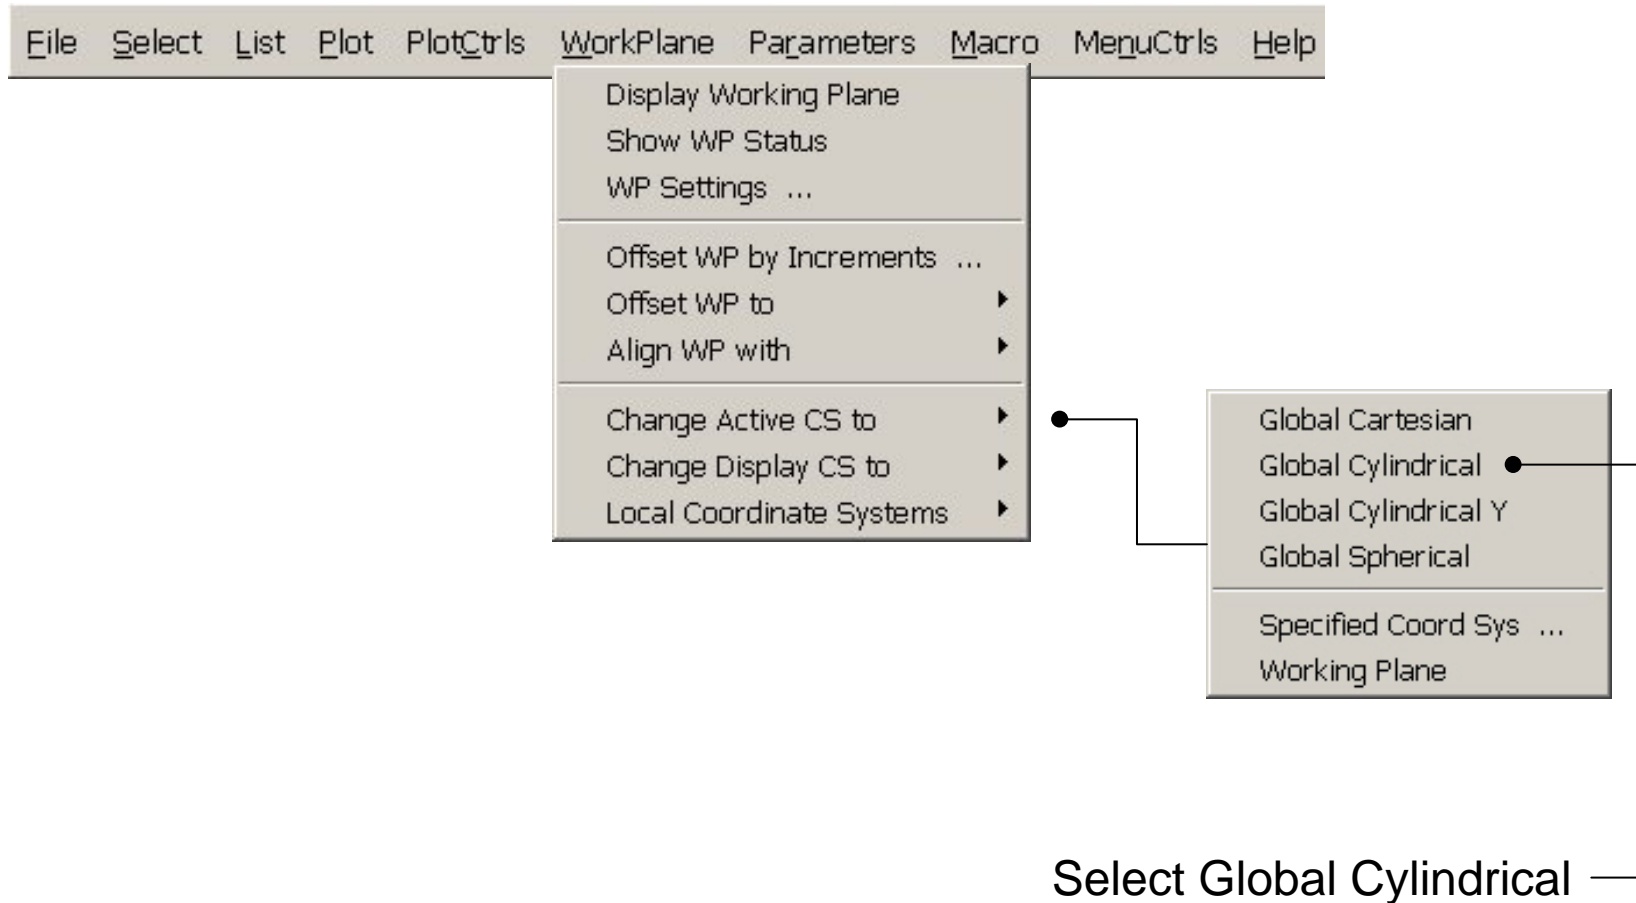 File Select List Plot PlotCtrls WorkPlane Parameters Macro MenuCtrls Help
Display Working Plane
Show WP Status
WP Settings ...
Offset WP by Increments ...
Offset WP to
Align WP with
Change Active CS to
Change Display CS to
Local Coordinate Systems
Global Cartesian
Global Cylindrical
Global Cylindrical Y
Global Spherical
Specified Coord Sys ...
Working Plane
Select Global Cylindrical